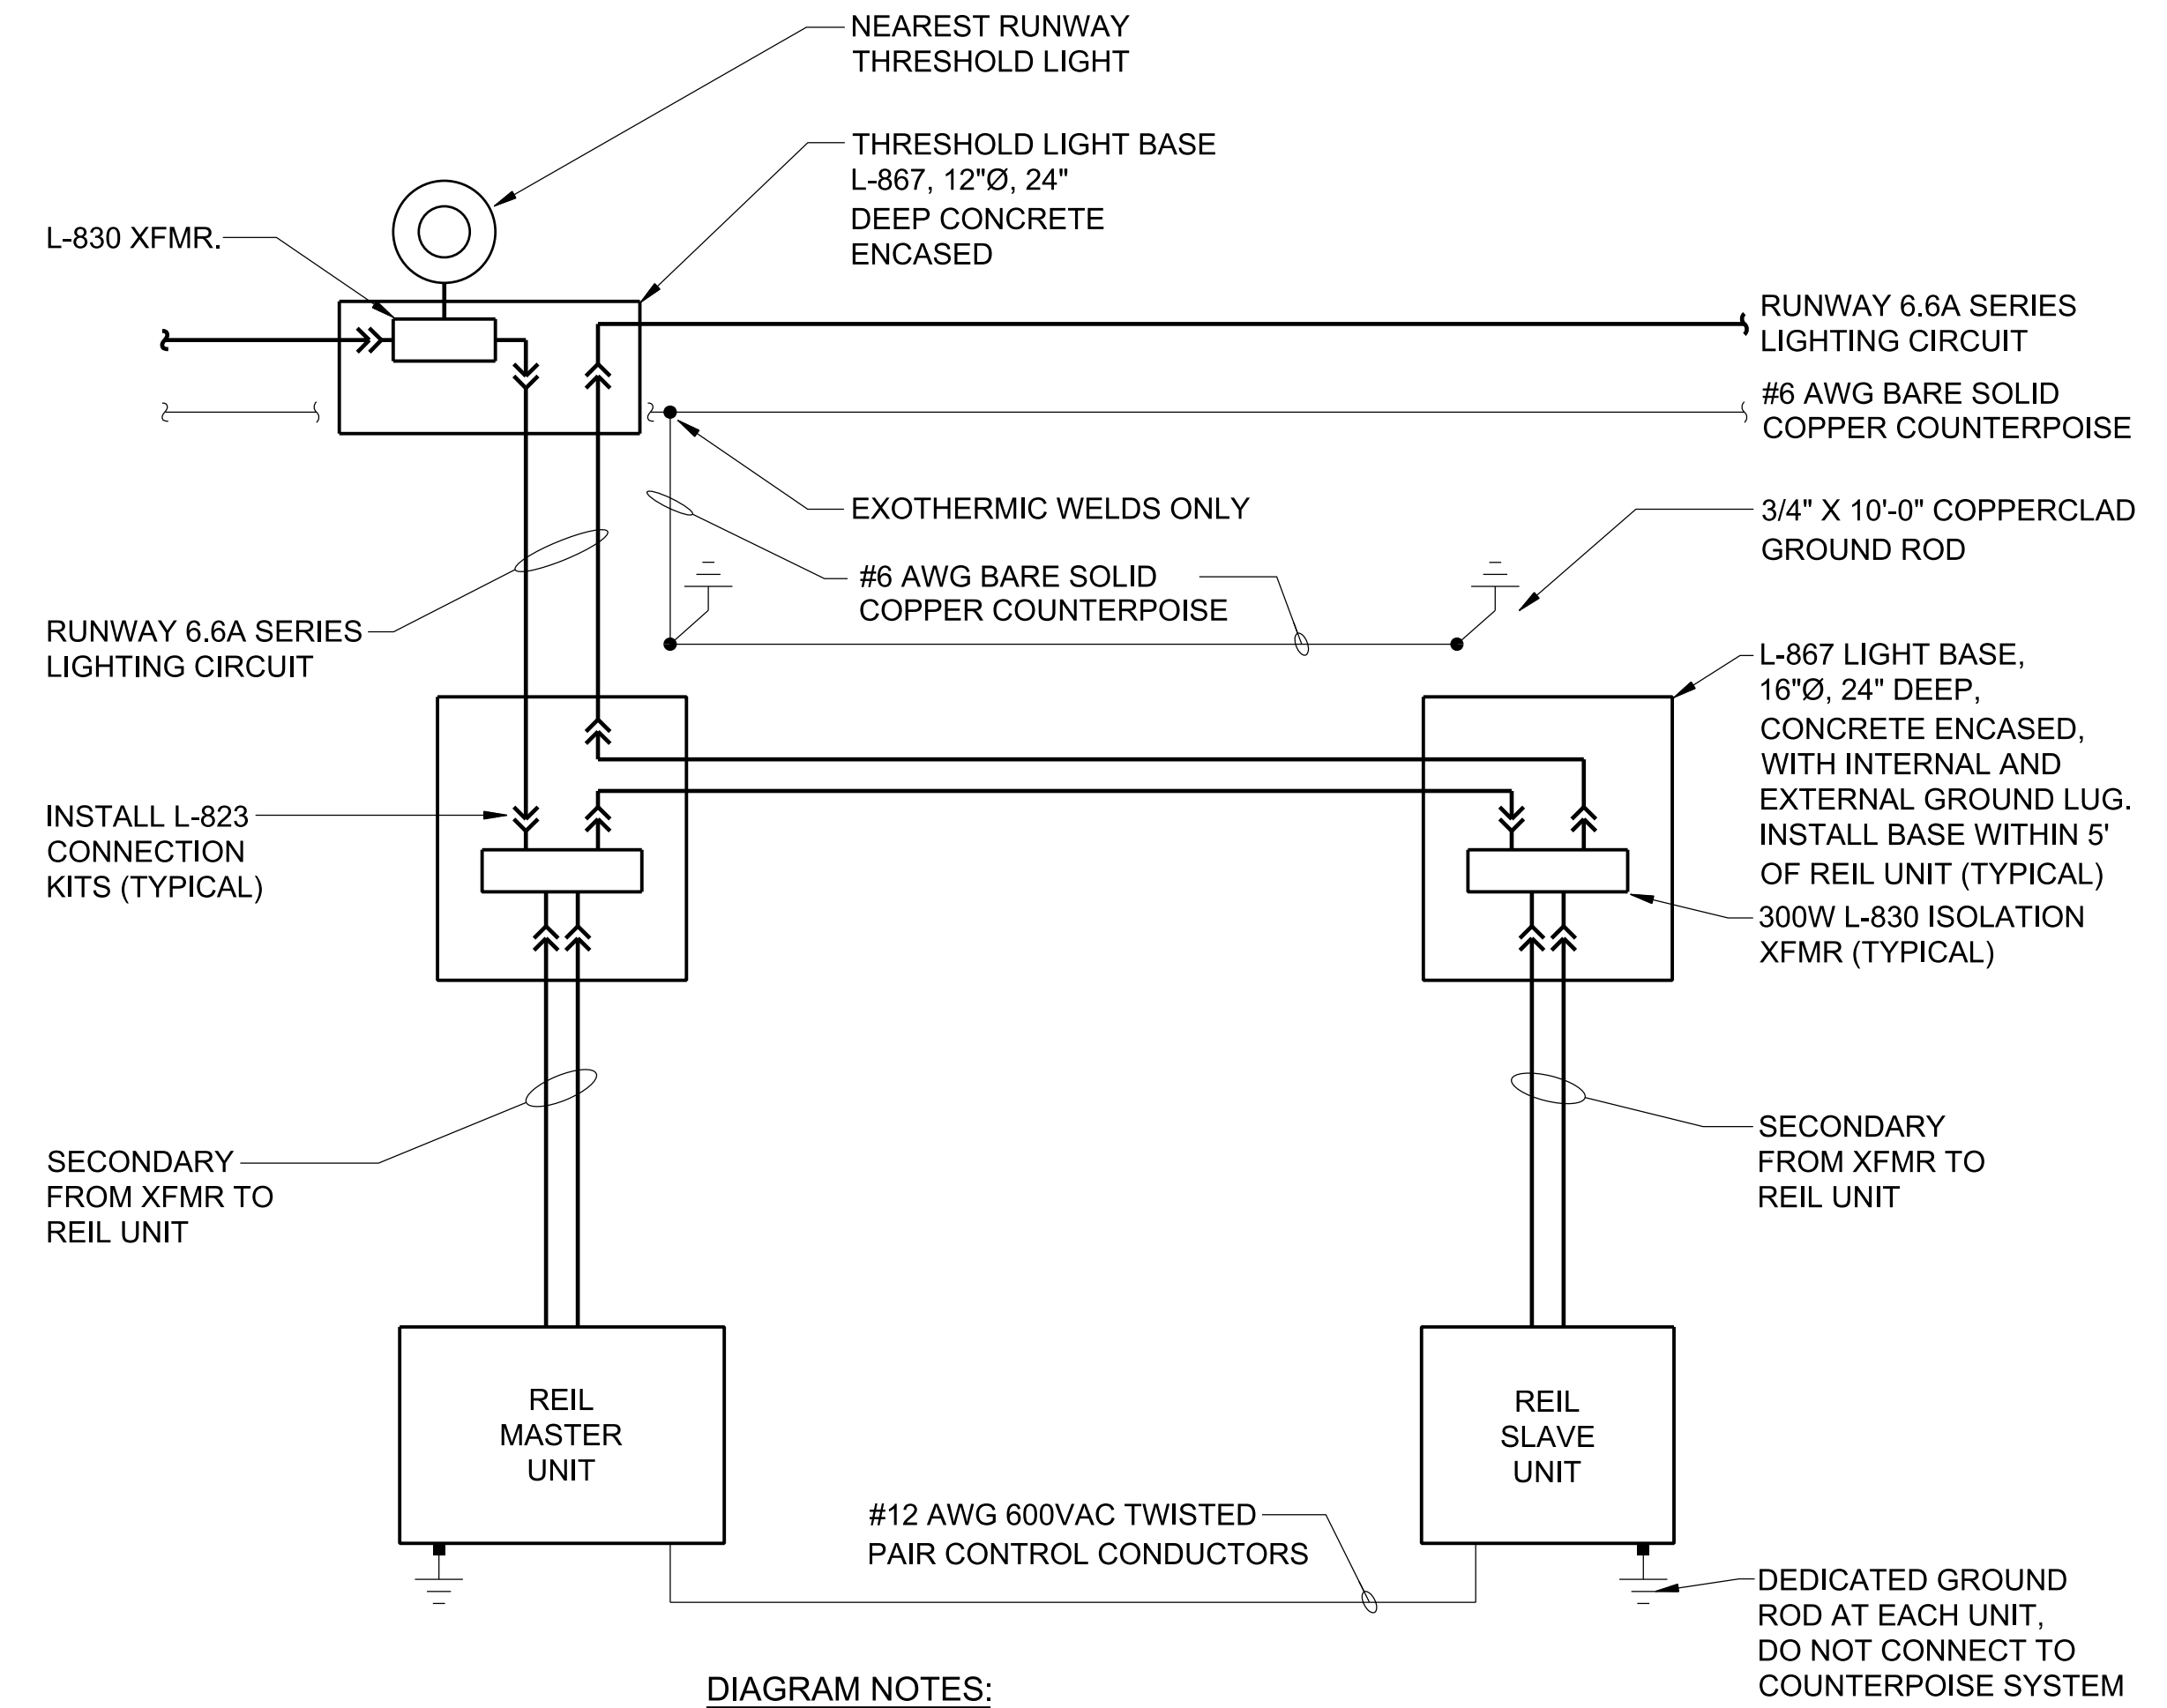 NEAREST RUNWAY
THRESHOLD LIGHT
THRESHOLD LIGHT BASE
L-867, 12"Ø, 24"
DEEP CONCRETE
ENCASED
L-830 XFMR.
RUNWAY 6.6A SERIES
LIGHTING CIRCUIT
#6 AWG BARE SOLID
COPPER COUNTERPOISE
EXOTHERMIC WELDS ONLY
3/4" X 10'-0" COPPERCLAD
GROUND ROD
#6 AWG BARE SOLID
COPPER COUNTERPOISE
RUNWAY 6.6A SERIES
LIGHTING CIRCUIT
L-867 LIGHT BASE,
16"Ø, 24" DEEP,
CONCRETE ENCASED,
WITH INTERNAL AND
EXTERNAL GROUND LUG.
INSTALL BASE WITHIN 5'
OF REIL UNIT (TYPICAL)
INSTALL L-823
CONNECTION
KITS (TYPICAL)
300W L-830 ISOLATION
XFMR (TYPICAL)
SECONDARY
FROM XFMR TO
REIL UNIT
SECONDARY
FROM XFMR TO
REIL UNIT
REIL
MASTER
UNIT
REIL
SLAVE
UNIT
#12 AWG 600VAC TWISTED
PAIR CONTROL CONDUCTORS
DEDICATED GROUND
ROD AT EACH UNIT,
DO NOT CONNECT TO
COUNTERPOISE SYSTEM
DIAGRAM NOTES: